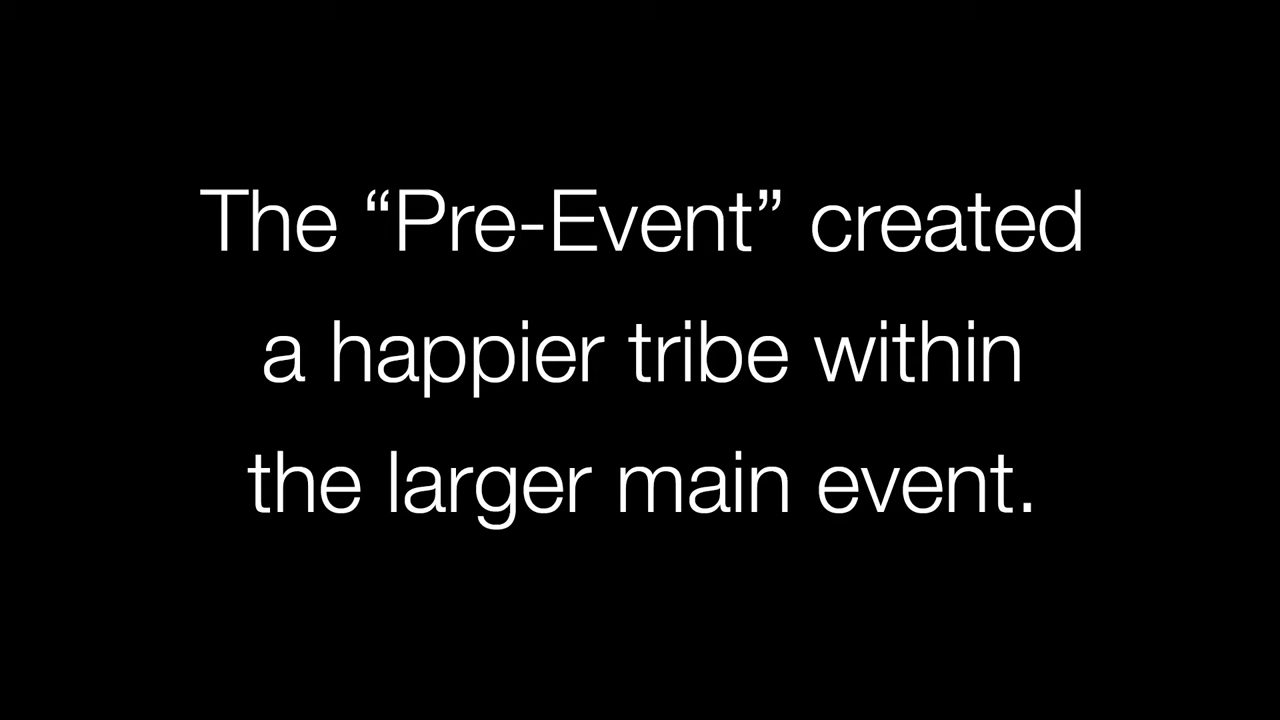 The “Pre-Event” created
a happier tribe within
the larger main event.